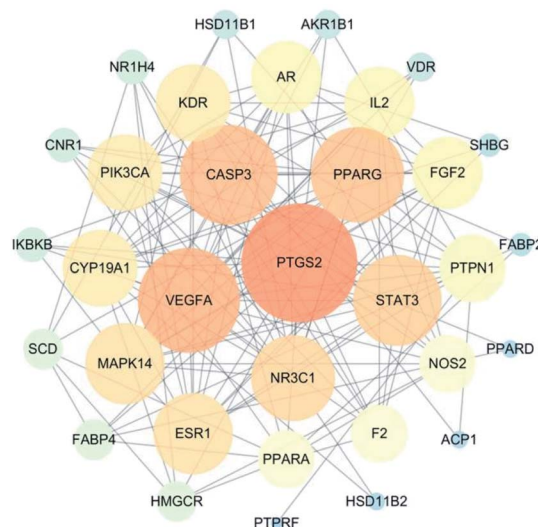 HSD11B1
AKR1B1
NR1H4
AR
VDR
KDR
IL2
CNR1
SHBG
PIK3CA
CASP3
PPARG
FGF2
IKBKB
FABP2
CYP19A1
PTGS2
PTPN1
VEGFA
STAT3
SCD
PPARD
MAPK14
NOS2
NR3C1
FABP4
ESR1
F2
ACP1
PPARA
HMGCR
HSD11B2
PTPRF